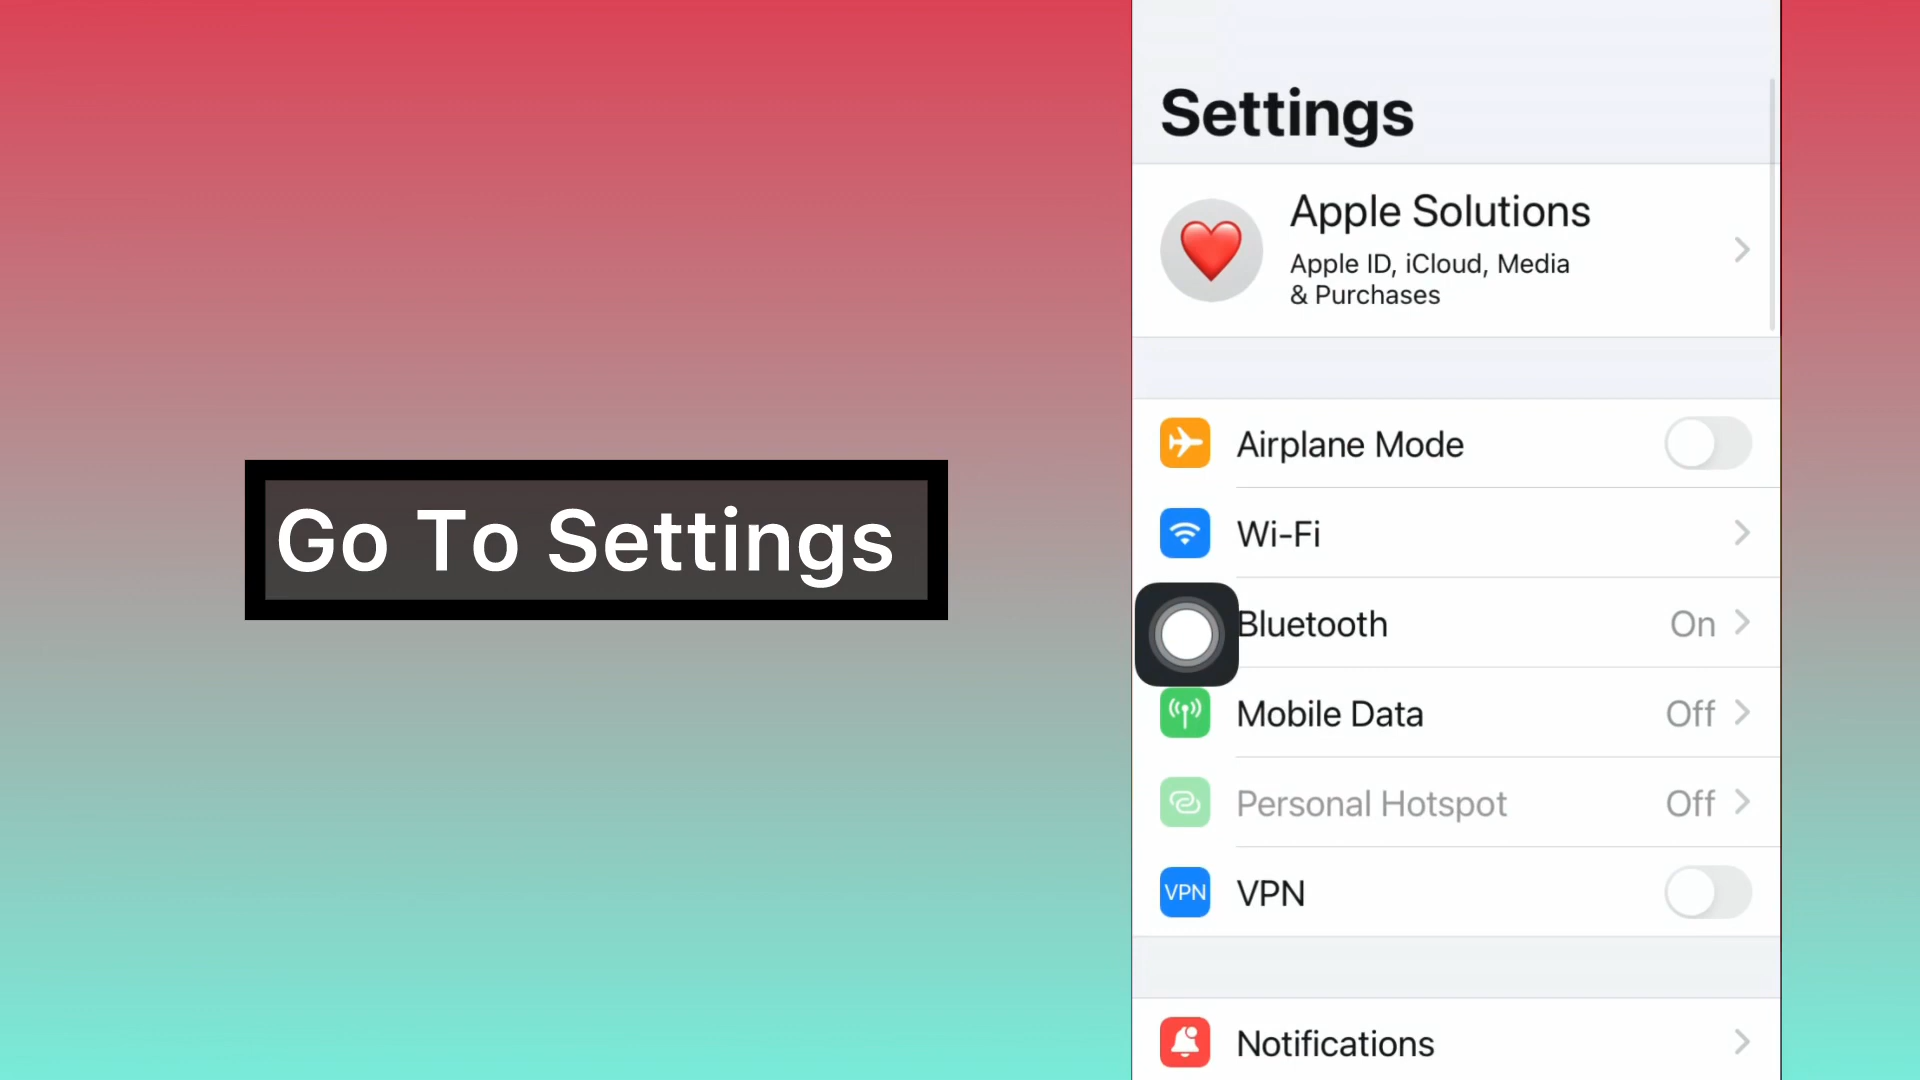 Go To Settings
Settings
Apple Solutions
Apple ID, iCloud, Media
& Purchases
Airplane Mode
Wi-Fi
Bluetooth On
Mobile Data Off
Personal Hotspot Off
VPN VPN
Notifications